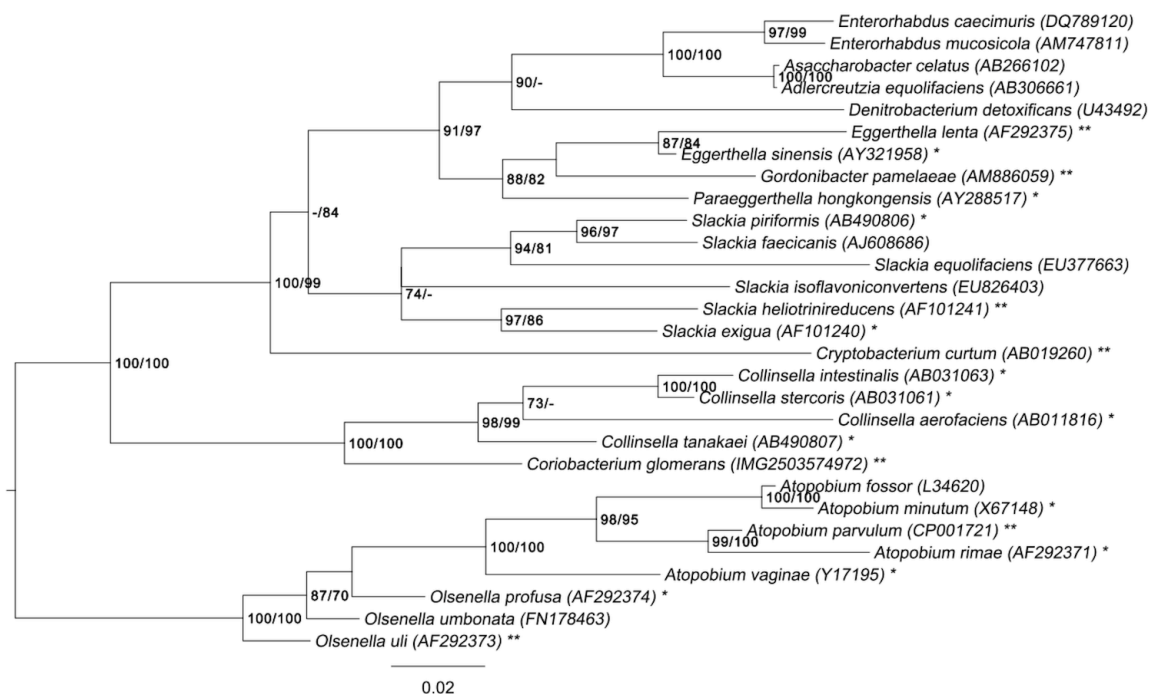 Enterorhabdus caecimuris (DQ789120)
97/99
Enterorhabdus mucosicola (AM747811)
100/100
Asaccharobacter celatus (AB266102)
100/100
Adlercreutzia equolifaciens (AB306661)
90/-
Denitrobacterium detoxificans (U43492)
91/97
Eggerthella lenta (AF292375) **
87/84
Eggerthella sinensis (AY321958) *
Gordonibacter pamelaeae (AM886059) **
88/82
Paraeggerthella hongkongensis (AY288517) *
-/84
Slackia piriformis (AB490806) *
96/97
Slackia faecicanis (AJ608686)
94/81
Slackia equolifaciens (EU377663)
100/99
Slackia isoflavoniconvertens (EU826403)
74/-
Slackia heliotrinireducens (AF101241) **
97/86
Slackia exigua (AF101240) *
Cryptobacterium curtum (AB019260) **
100/100
Collinsella intestinalis (AB031063) *
100/100
Collinsella stercoris (AB031061) *
73/-
Collinsella aerofaciens (AB011816) *
98/99
Collinsella tanakaei (AB490807) *
100/100
Coriobacterium glomerans (IMG2503574972) **
Atopobium fossor (L34620)
100/100
Atopobium minutum (X67148) *
98/95
Atopobium parvulum (CP001721) **
99/100
Atopobium rimae (AF292371) *
100/100
Atopobium vaginae (Y17195) *
87/70
Olsenella profusa (AF292374) *
100/100
Olsenella umbonata (FN178463)
Olsenella uli (AF292373) **
0.02